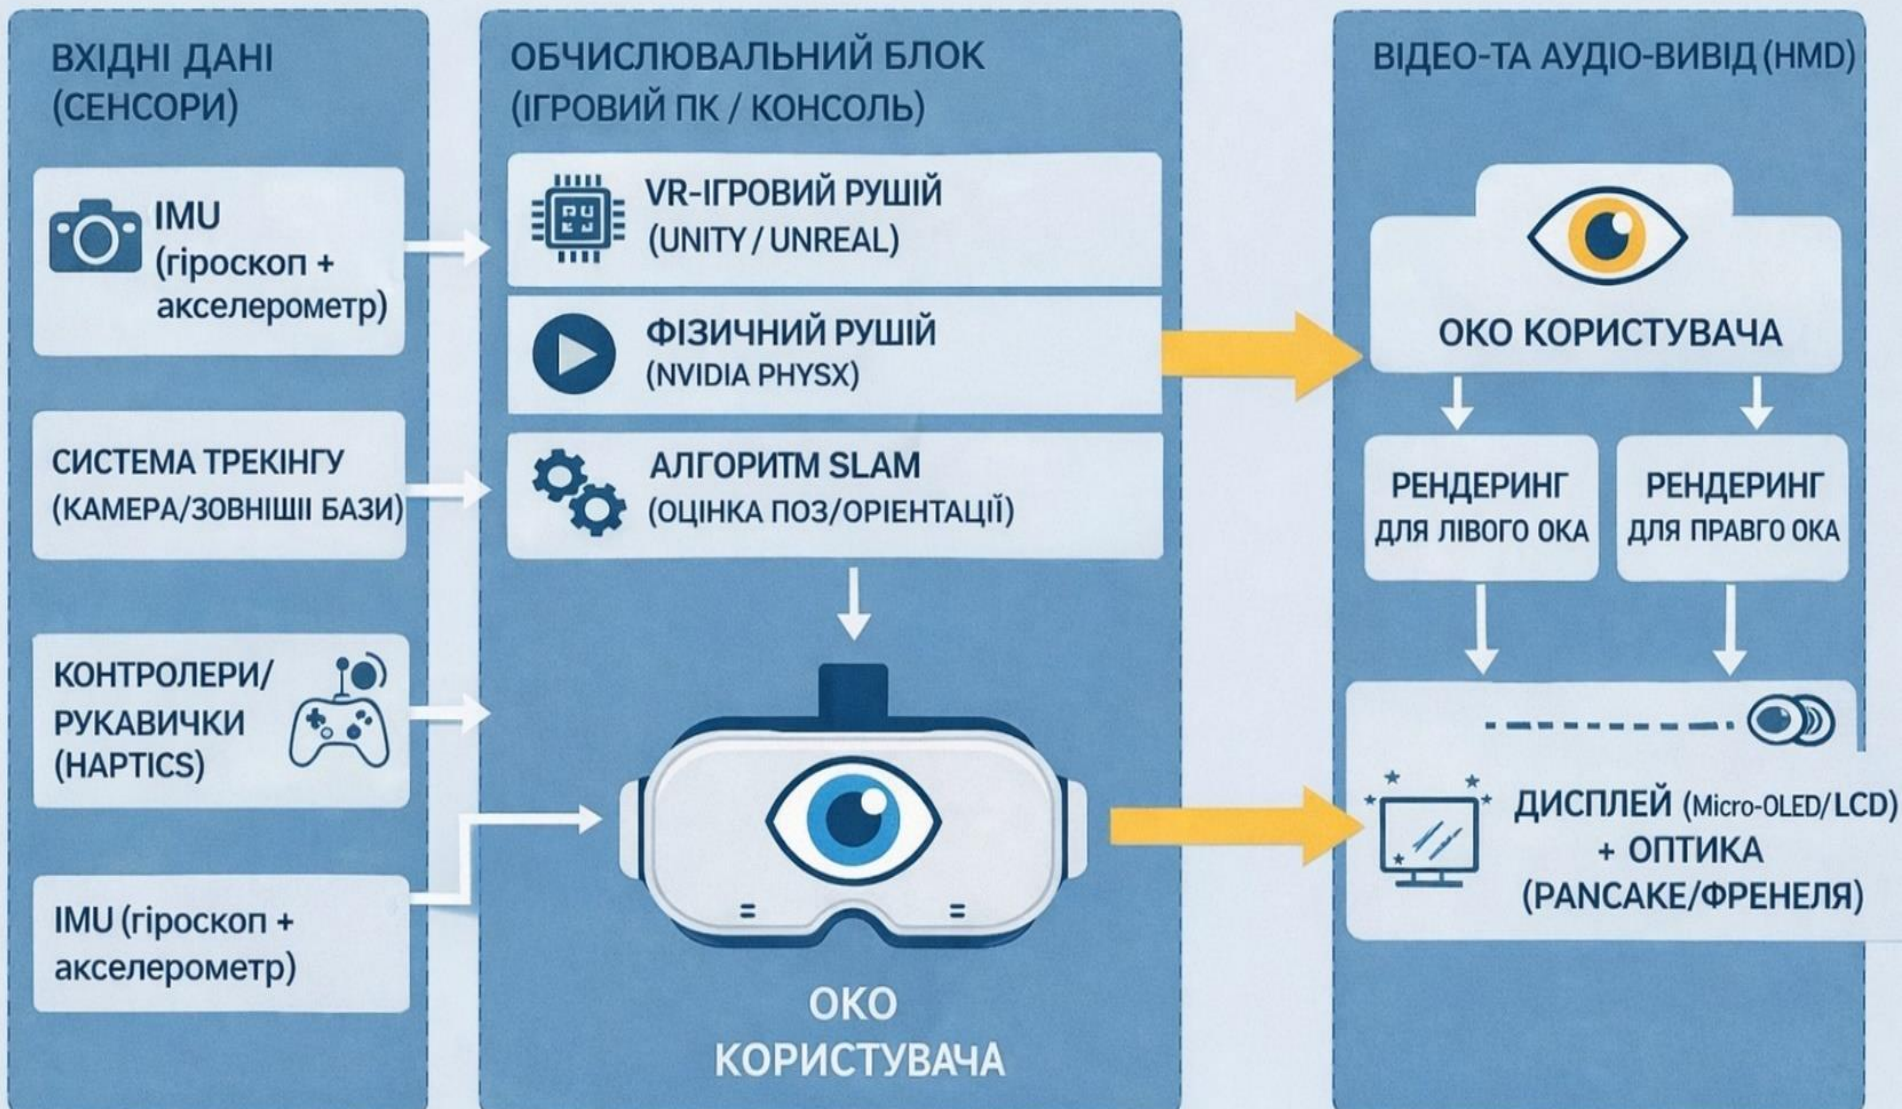 ВХІДНІ ДАНІ
(СЕНСОРИ)
IMU
(гіроскоп +
акселерометр)
СИСТЕМА ТРЕКІНГУ
(КАМЕРА/ЗОВНІШІІ БАЗИ)
КОНТРОЛЕРИ/
РУКАВИЧКИ
(HAPTICS)
IMU (гіроскоп +
акселерометр)
ОБЧИСЛЮВАЛЬНИЙ БЛОК
(ІГРОВИЙ ПК / КОНСОЛЬ)
VR-ІГРОВИЙ РУШІЙ
(UNITY / UNREAL)
ФІЗИЧНИЙ РУШІЙ
(NVIDIA PHYSX)
АЛГОРИТМ SLAM
(ОЦІНКА ПОЗ/ОРІЕНТАЦІЇ)
ОКО
КОРИСТУВАЧА
ВІДЕО-ТА АУДІО-ВИВІД (HMD)
ОКО КОРИСТУВАЧА
РЕНДЕРИНГ
ДЛЯ ЛІВОГО ОКА
РЕНДЕРИНГ
ДЛЯ ПРАВГО ОКА
ДИСПЛЕЙ (Micro-OLED/LCD)
+ ОПТИКА
(PANCAKE/ФРЕНЕЛЯ)